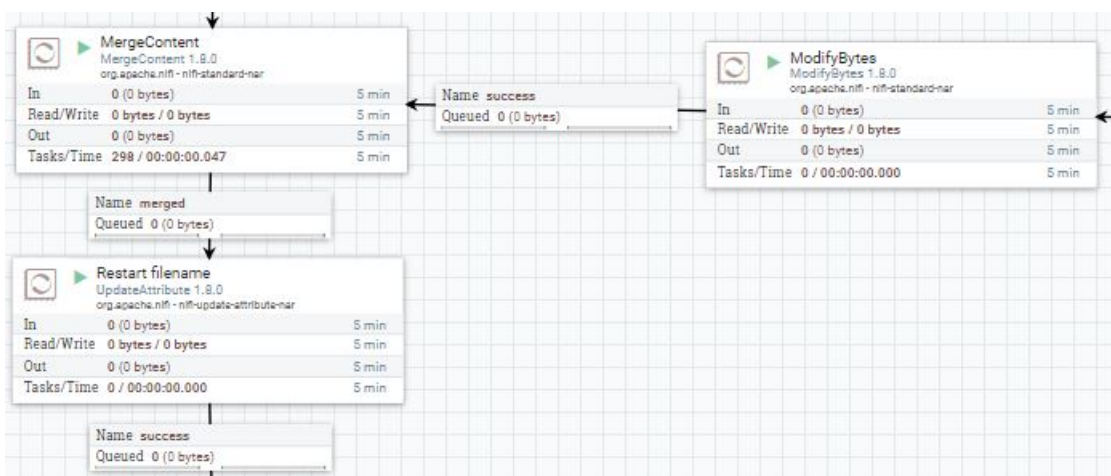 MergeContent
MergeContent 1.8.0
org.apache.nifi - nifi-standard-nar
In 0 (0 bytes) 5 min
Read/Write 0 bytes / 0 bytes 5 min
Out 0 (0 bytes) 5 min
Tasks/Time 298 / 00:00:00.047 5 min
Name success
Queued 0 (0 bytes)
ModifyBytes
ModifyBytes 1.8.0
org.apache.nifi - nifi-standard-nar
In 0 (0 bytes) 5 min
Read/Write 0 bytes / 0 bytes 5 min
Out 0 (0 bytes) 5 min
Tasks/Time 0 / 00:00:00.000 5 min
Name merged
Queued 0 (0 bytes)
Restart filename
UpdateAttribute 1.8.0
org.apache.nifi - nifi-update-attribute-nar
In 0 (0 bytes) 5 min
Read/Write 0 bytes / 0 bytes 5 min
Out 0 (0 bytes) 5 min
Tasks/Time 0 / 00:00:00.000 5 min
Name success
Queued 0 (0 bytes)